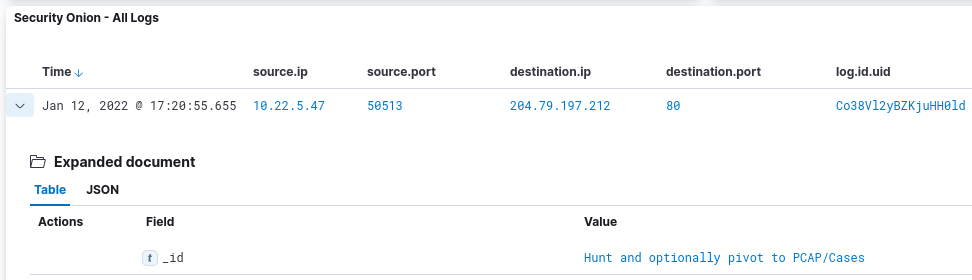 Security Onion - All Logs
Time ↓ source.ip source.port destination.ip destination.port log.id.uid
Jan 12, 2022 @ 17:20:55.655 10.22.5.47 50513 204.79.197.212 80 Co38Vl2yBZKjuHH0ld
Expanded document
Table JSON
Actions Field Value
t _id Hunt and optionally pivot to PCAP/Cases